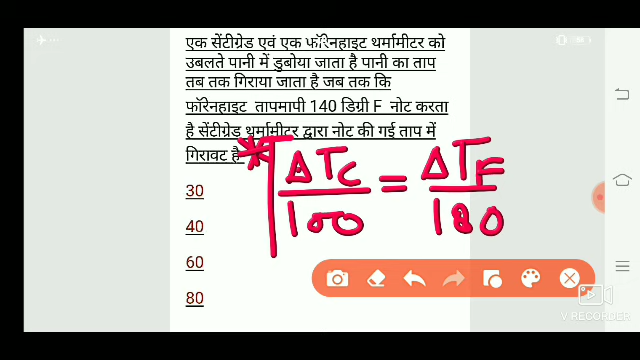 एक सेंटीग्रेड एवं एक फॉरेनहाइट थर्मामीटर को
उबलते पानी में डुबोया जाता है पानी का ताप
तब तक गिराया जाता है जब तक कि
फॉरेनहाइट तापमापी 140 डिग्री F नोट करता
है सेंटीग्रेड थर्मामीटर द्वारा नोट की गई ताप में
गिरावट है
* ΔTC/100 = ΔTF/180
30
40
60
80
V.RECORDER